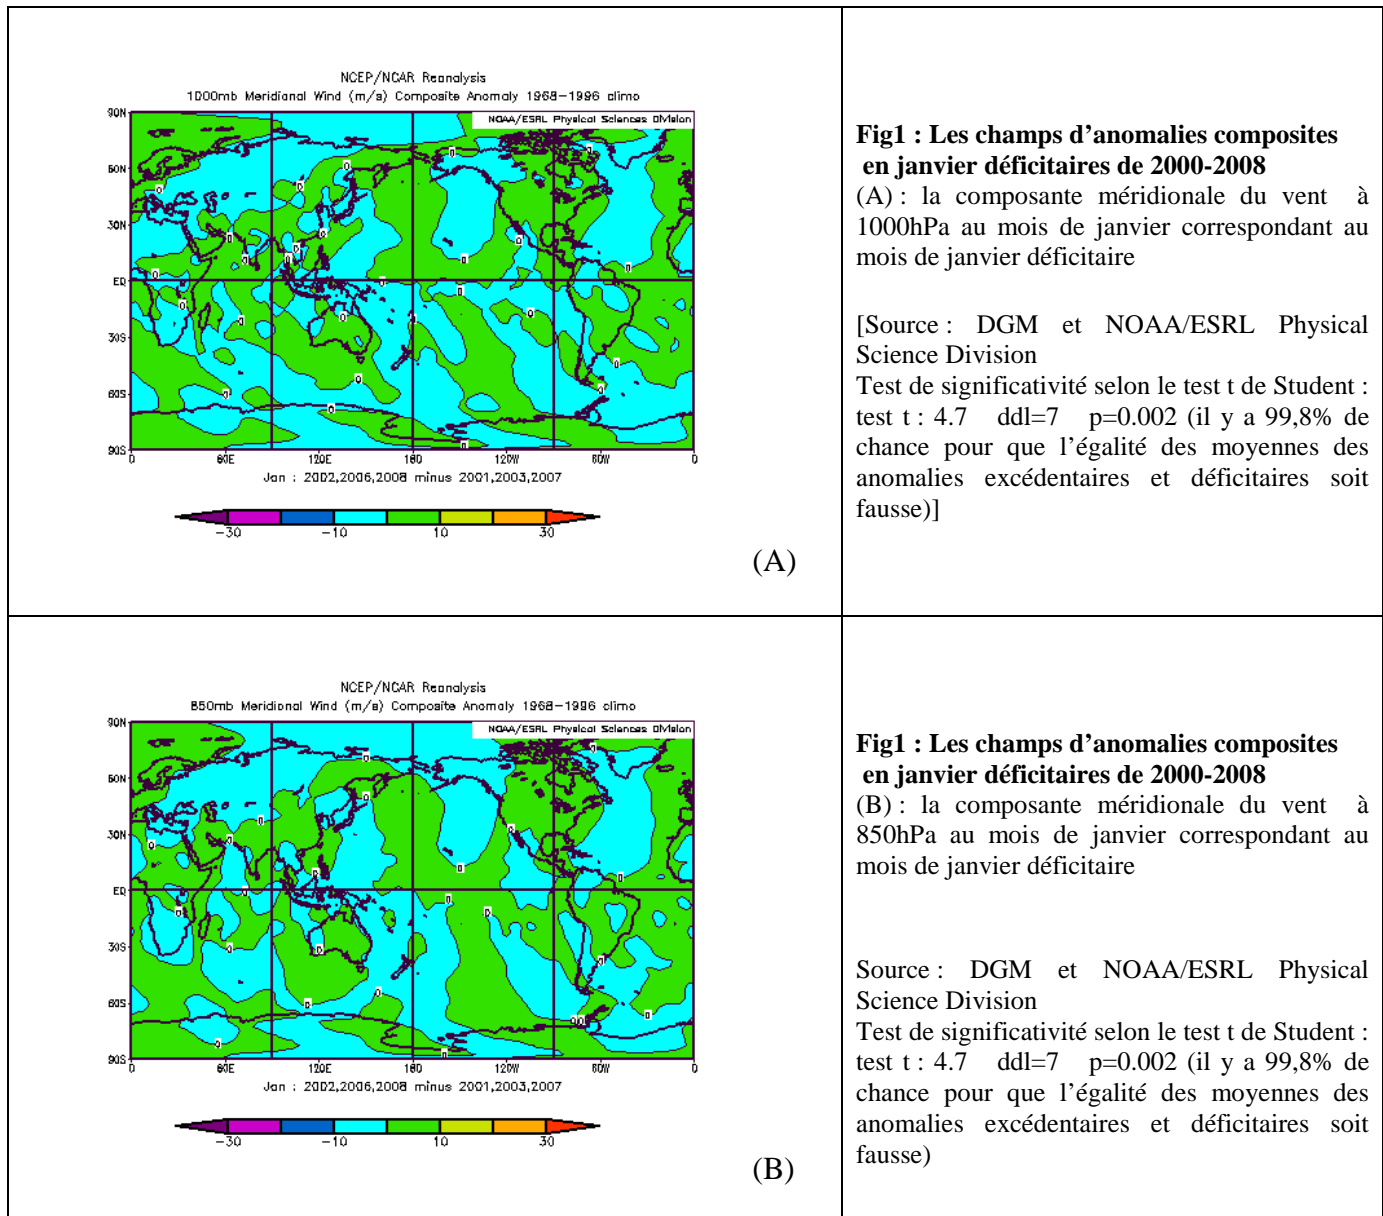 NCEP/NCAR Reanalysis
1000mb Meridional Wind (m/s) Composite Anomaly 1968-1996 climo
NOAA/ESRL Physical Sciences Division
90N
60N
30N
EQ
30S
60S
90S
0
60E
120E
180
120W
60W
0
Jan : 2002,2006,2008 minus 2001,2003,2007
-30
-10
10
30
(A)
Fig1 : Les champs d'anomalies composites
en janvier déficitaires de 2000-2008
(A) : la composante méridionale du vent à
1000hPa au mois de janvier correspondant au
mois de janvier déficitaire
[Source : DGM et NOAA/ESRL Physical
Science Division
Test de significativité selon le test t de Student :
test t : 4.7 ddl=7 p=0.002 (il y a 99,8% de
chance pour que l'égalité des moyennes des
anomalies excédentaires et déficitaires soit
fausse)]
NCEP/NCAR Reanalysis
850mb Meridional Wind (m/s) Composite Anomaly 1968-1996 climo
NOAA/ESRL Physical Sciences Division
90N
60N
30N
EQ
30S
60S
90S
0
60E
120E
180
120W
60W
0
Jan : 2002,2006,2008 minus 2001,2003,2007
-30
-10
10
30
(B)
Fig1 : Les champs d'anomalies composites
en janvier déficitaires de 2000-2008
(B) : la composante méridionale du vent à
850hPa au mois de janvier correspondant au
mois de janvier déficitaire
Source : DGM et NOAA/ESRL Physical
Science Division
Test de significativité selon le test t de Student :
test t : 4.7 ddl=7 p=0.002 (il y a 99,8% de
chance pour que l'égalité des moyennes des
anomalies excédentaires et déficitaires soit
fausse)